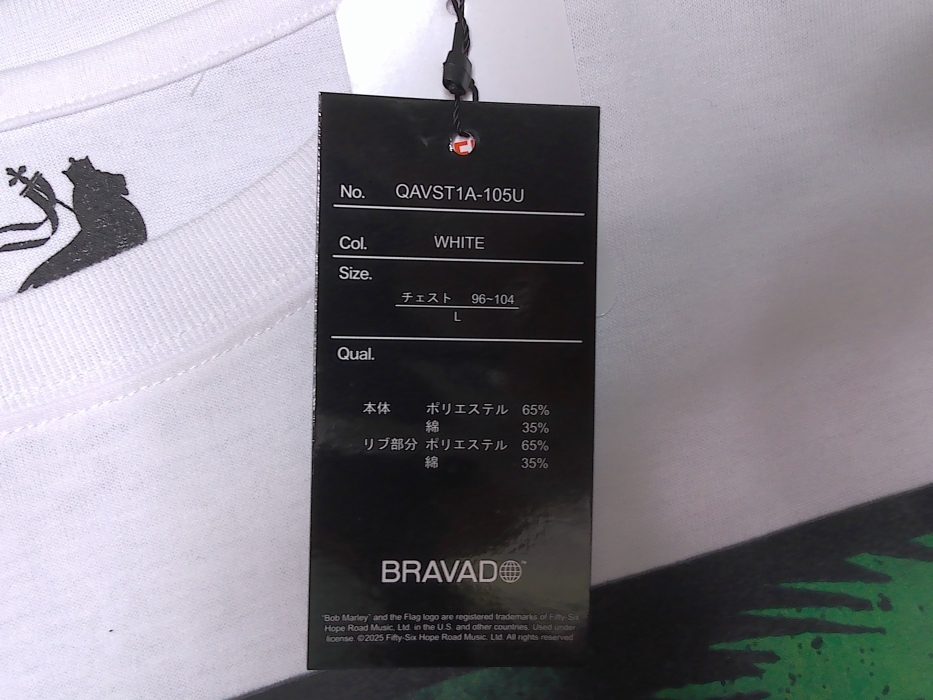 No. QAVST1A-105U
Col. WHITE
Size.
チェスト 96~104
L
Qual.
本体 ポリエステル 65%
綿 35%
リブ部分 ポリエステル 65%
綿 35%
BRAVADO™
"Bob Marley" and the Flag logo are registered trademarks of Fifty-Six
Hope Road Music, Ltd. in the U.S. and other countries. Used under
license. ©2025 Fifty-Six Hope Road Music, Ltd. All rights reserved